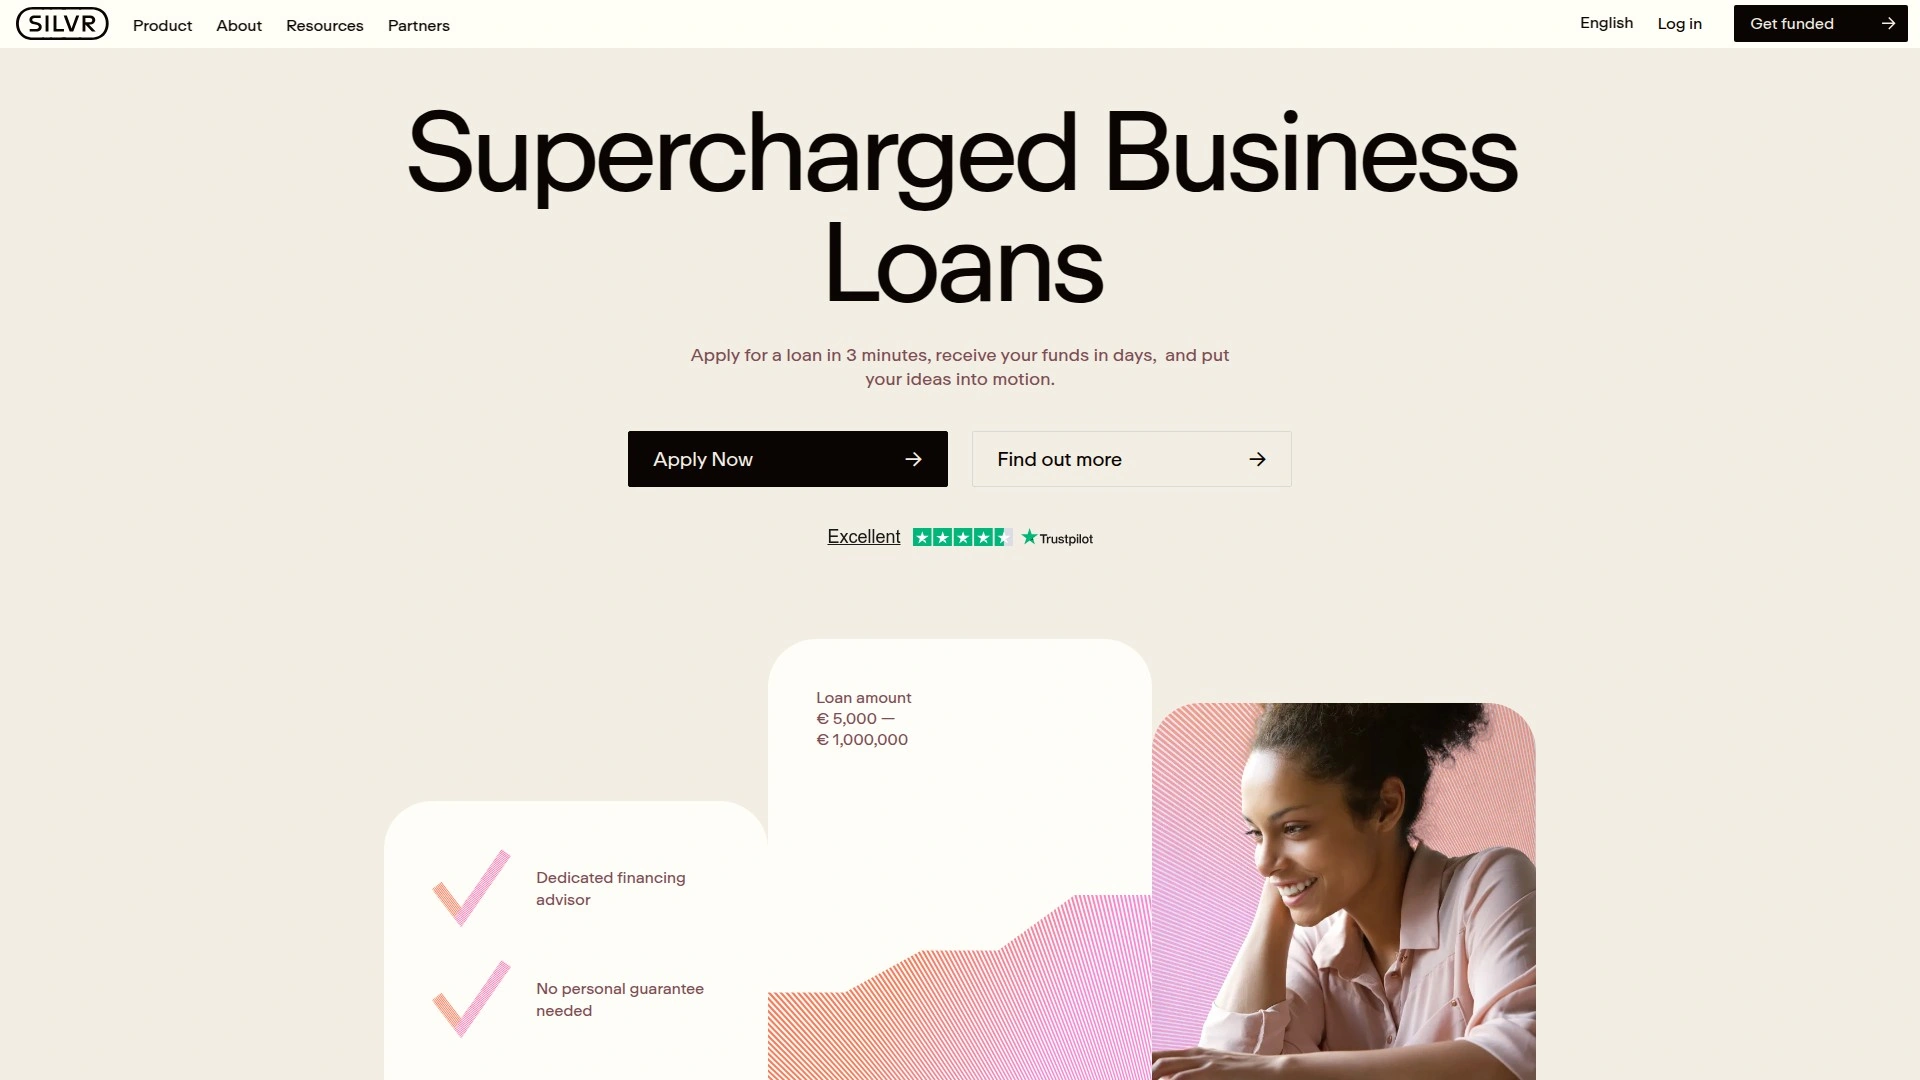 SILVR
Product
About
Resources
Partners
English
Log in
Get funded
Supercharged Business
Loans
Apply for a loan in 3 minutes, receive your funds in days, and put
your ideas into motion.
Apply Now
Find out more
Excellent
Trustpilot
Loan amount
€ 5,000 —
€ 1,000,000
Dedicated financing
advisor
No personal guarantee
needed